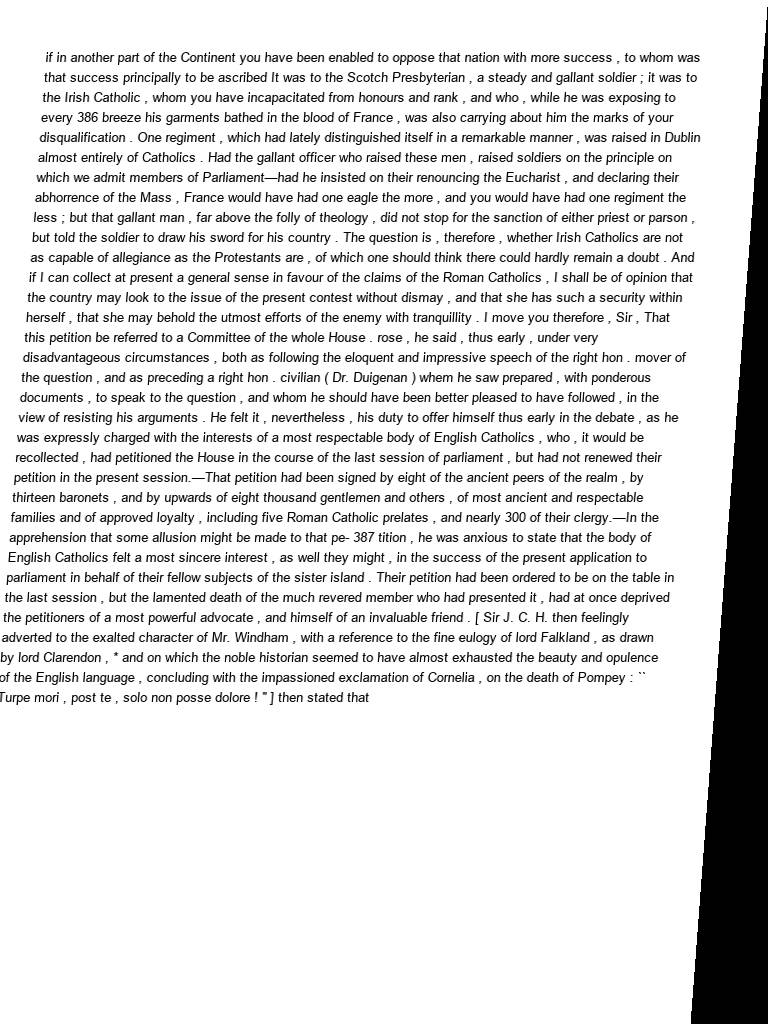 if in another part of the Continent you have been enabled to oppose that nation with more success , to whom was
that success principally to be ascribed It was to the Scotch Presbyterian , a steady and gallant soldier ; it was to
the Irish Catholic , whom you have incapacitated from honours and rank , and who , while he was exposing to
every 386 breeze his garments bathed in the blood of France , was also carrying about him the marks of your
disqualification . One regiment , which had lately distinguished itself in a remarkable manner , was raised in Dublin
almost entirely of Catholics . Had the gallant officer who raised these men , raised soldiers on the principle on
which we admit members of Parliament—had he insisted on their renouncing the Eucharist , and declaring their
abhorrence of the Mass , France would have had one eagle the more , and you would have had one regiment the
less ; but that gallant man , far above the folly of theology , did not stop for the sanction of either priest or parson ,
but told the soldier to draw his sword for his country . The question is , therefore , whether Irish Catholics are not
as capable of allegiance as the Protestants are , of which one should think there could hardly remain a doubt . And
if I can collect at present a general sense in favour of the claims of the Roman Catholics , I shall be of opinion that
the country may look to the issue of the present contest without dismay , and that she has such a security within
herself , that she may behold the utmost efforts of the enemy with tranquillity . I move you therefore , Sir , That
this petition be referred to a Committee of the whole House . rose , he said , thus early , under very
disadvantageous circumstances , both as following the eloquent and impressive speech of the right hon . mover of
the question , and as preceding a right hon . civilian ( Dr. Duigenan ) whem he saw prepared , with ponderous
documents , to speak to the question , and whom he should have been better pleased to have followed , in the
view of resisting his arguments . He felt it , nevertheless , his duty to offer himself thus early in the debate , as he
was expressly charged with the interests of a most respectable body of English Catholics , who , it would be
recollected , had petitioned the House in the course of the last session of parliament , but had not renewed their
petition in the present session.—That petition had been signed by eight of the ancient peers of the realm , by
thirteen baronets , and by upwards of eight thousand gentlemen and others , of most ancient and respectable
families and of approved loyalty , including five Roman Catholic prelates , and nearly 300 of their clergy.—In the
apprehension that some allusion might be made to that pe- 387 tition , he was anxious to state that the body of
English Catholics felt a most sincere interest , as well they might , in the success of the present application to
parliament in behalf of their fellow subjects of the sister island . Their petition had been ordered to be on the table in
the last session , but the lamented death of the much revered member who had presented it , had at once deprived
the petitioners of a most powerful advocate , and himself of an invaluable friend . [ Sir J. C. H. then feelingly
adverted to the exalted character of Mr. Windham , with a reference to the fine eulogy of lord Falkland , as drawn
by lord Clarendon , * and on which the noble historian seemed to have almost exhausted the beauty and opulence
of the English language , concluding with the impassioned exclamation of Cornelia , on the death of Pompey : ``
Turpe mori , post te , solo non posse dolore ! " ] then stated that